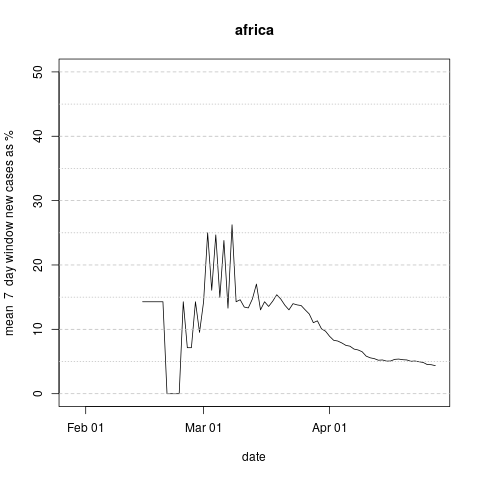 africa
mean 7 day window new cases as %
50
40
30
20
10
0
Feb 01
Mar 01
Apr 01
date